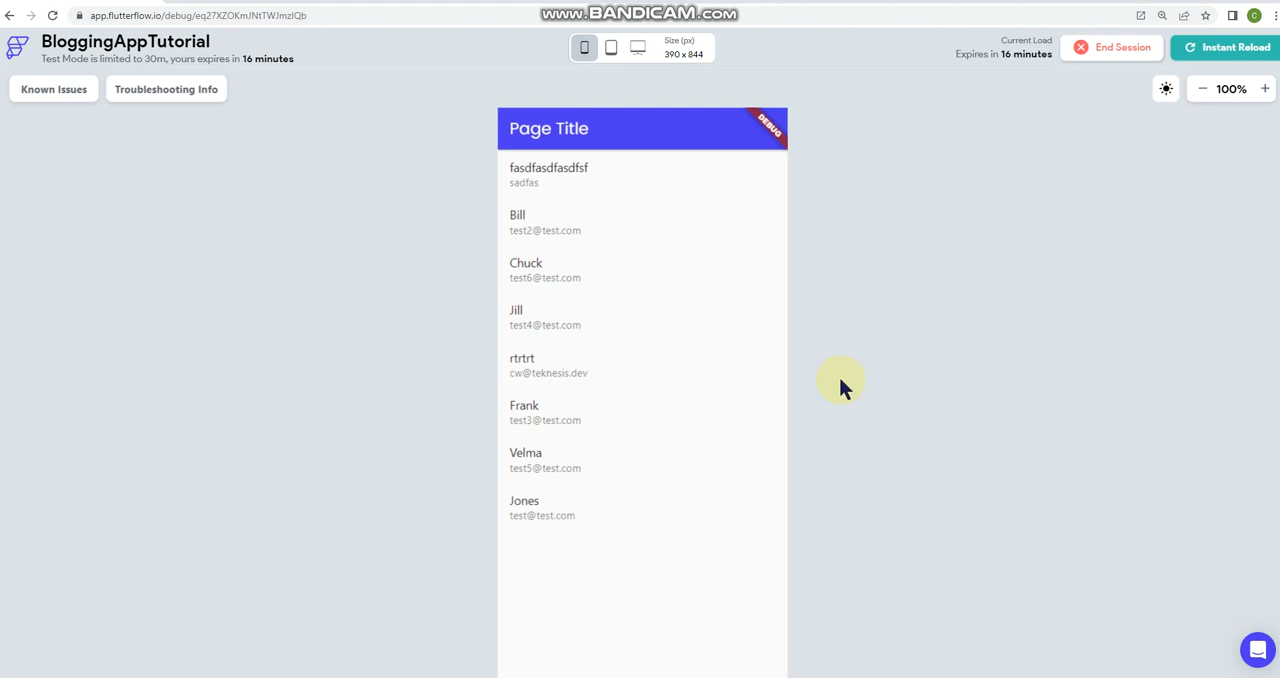 app.flutterflow.io/debug/eq27XZOKmJNtTWJmzIQb
www.BANDICAM.com
C
BloggingAppTutorial
Test Mode is limited to 30m, yours expires in 16 minutes
Size (px)
390 x 844
Current Load
Expires in 16 minutes
End Session
Instant Reload
Known Issues
Troubleshooting Info
100%
Page Title
DEBUG
fasdfasdfasdfsf
sadfas
Bill
test2@test.com
Chuck
test6@test.com
Jill
test4@test.com
rtrtrt
cw@teknesis.dev
Frank
test3@test.com
Velma
test5@test.com
Jones
test@test.com